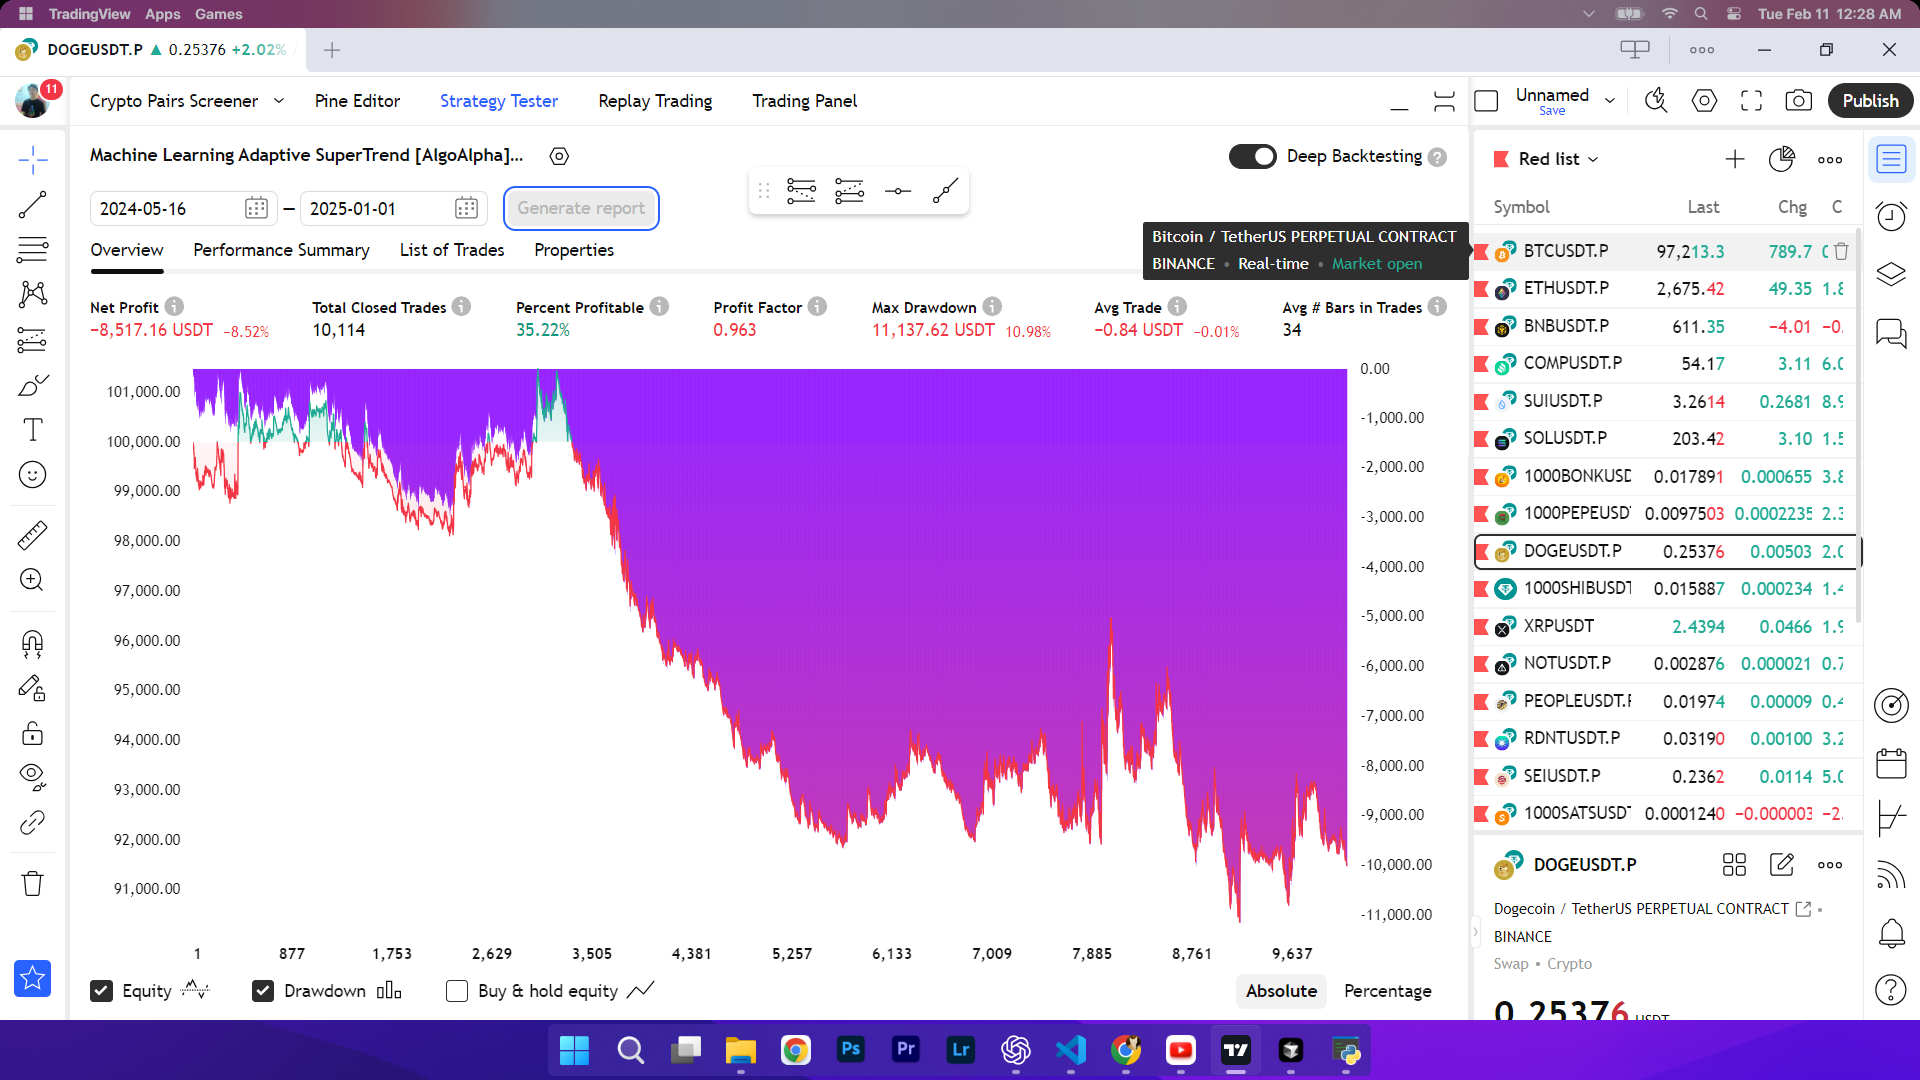 TradingView Apps Games
Tue Feb 11 12:28 AM
DOGEUSDT.P ▲ 0.25376 +2.02%
11
Crypto Pairs Screener
Pine Editor
Strategy Tester
Replay Trading
Trading Panel
Unnamed
Save
Publish
Machine Learning Adaptive SuperTrend [AlgoAlpha]...
Deep Backtesting
2024-05-16 — 2025-01-01
Generate report
Overview
Performance Summary
List of Trades
Properties
Bitcoin / TetherUS PERPETUAL CONTRACT
BINANCE • Real-time • Market open
Net Profit
−8,517.16 USDT −8.52%
Total Closed Trades
10,114
Percent Profitable
35.22%
Profit Factor
0.963
Max Drawdown
11,137.62 USDT 10.98%
Avg Trade
−0.84 USDT −0.01%
Avg # Bars in Trades
34
101,000.00
100,000.00
99,000.00
98,000.00
97,000.00
96,000.00
95,000.00
94,000.00
93,000.00
92,000.00
91,000.00
0.00
-1,000.00
-2,000.00
-3,000.00
-4,000.00
-5,000.00
-6,000.00
-7,000.00
-8,000.00
-9,000.00
-10,000.00
-11,000.00
1 877 1,753 2,629 3,505 4,381 5,257 6,133 7,009 7,885 8,761 9,637
Equity
Drawdown
Buy & hold equity
Absolute
Percentage
Red list
Symbol Last Chg C
BTCUSDT.P 97,213.3 789.7 0
ETHUSDT.P 2,675.42 49.35 1.8
BNBUSDT.P 611.35 −4.01 −0.
COMPUSDT.P 54.17 3.11 6.0
SUIUSDT.P 3.2614 0.2681 8.9
SOLUSDT.P 203.42 3.10 1.5
1000BONKUSD 0.017891 0.000655 3.8
1000PEPEUSDT 0.0097503 0.0002235 2.3
DOGEUSDT.P 0.25376 0.00503 2.0
1000SHIBUSDT 0.015887 0.000234 1.4
XRPUSDT 2.4394 0.0466 1.9
NOTUSDT.P 0.002876 0.000021 0.7
PEOPLEUSDT.P 0.01974 0.00009 0.4
RDNTUSDT.P 0.03190 0.00100 3.2
SEIUSDT.P 0.2362 0.0114 5.0
1000SATSUSDT 0.0001240 −0.000003 −2.
DOGEUSDT.P
Dogecoin / TetherUS PERPETUAL CONTRACT
BINANCE
Swap • Crypto
0.25376 USDT
Ps
Pr
Lr